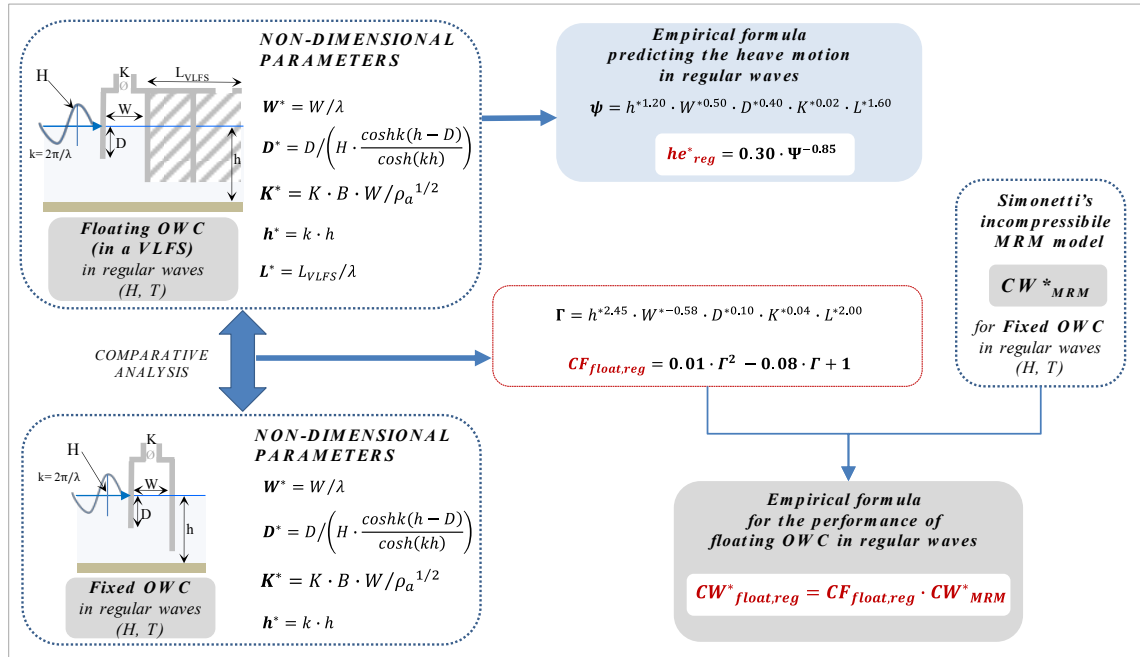 NON-DIMENSIONAL
PARAMETERS
H
K
Ø
L_VLFS
W
D
h
k= 2π/λ
W* = W/λ
D* = D/(H · coshk(h − D)/cosh(kh))
K* = K · B · W/ρ_a^1/2
h* = k · h
L* = L_VLFS/λ
Floating OWC
(in a VLFS)
in regular waves
(H, T)
Empirical formula
predicting the heave motion
in regular waves
ψ = h*^1.20 · W*^0.50 · D*^0.40 · K*^0.02 · L*^1.60
he*_reg = 0.30 · Ψ^−0.85
Simonetti's
incompressibile
MRM model
CW*_MRM
for Fixed OWC
in regular waves
(H, T)
COMPARATIVE
ANALYSIS
Γ = h*^2.45 · W*^−0.58 · D*^0.10 · K*^0.04 · L*^2.00
CF_float,reg = 0.01 · Γ^2 − 0.08 · Γ + 1
NON-DIMENSIONAL
PARAMETERS
K
Ø
H
k= 2π/λ
W
D
h
W* = W/λ
D* = D/(H · coshk(h − D)/cosh(kh))
K* = K · B · W/ρ_a^1/2
h* = k · h
Fixed OWC
in regular waves
(H, T)
Empirical formula
for the performance of
floating OWC in regular waves
CW*_float,reg = CF_float,reg · CW*_MRM